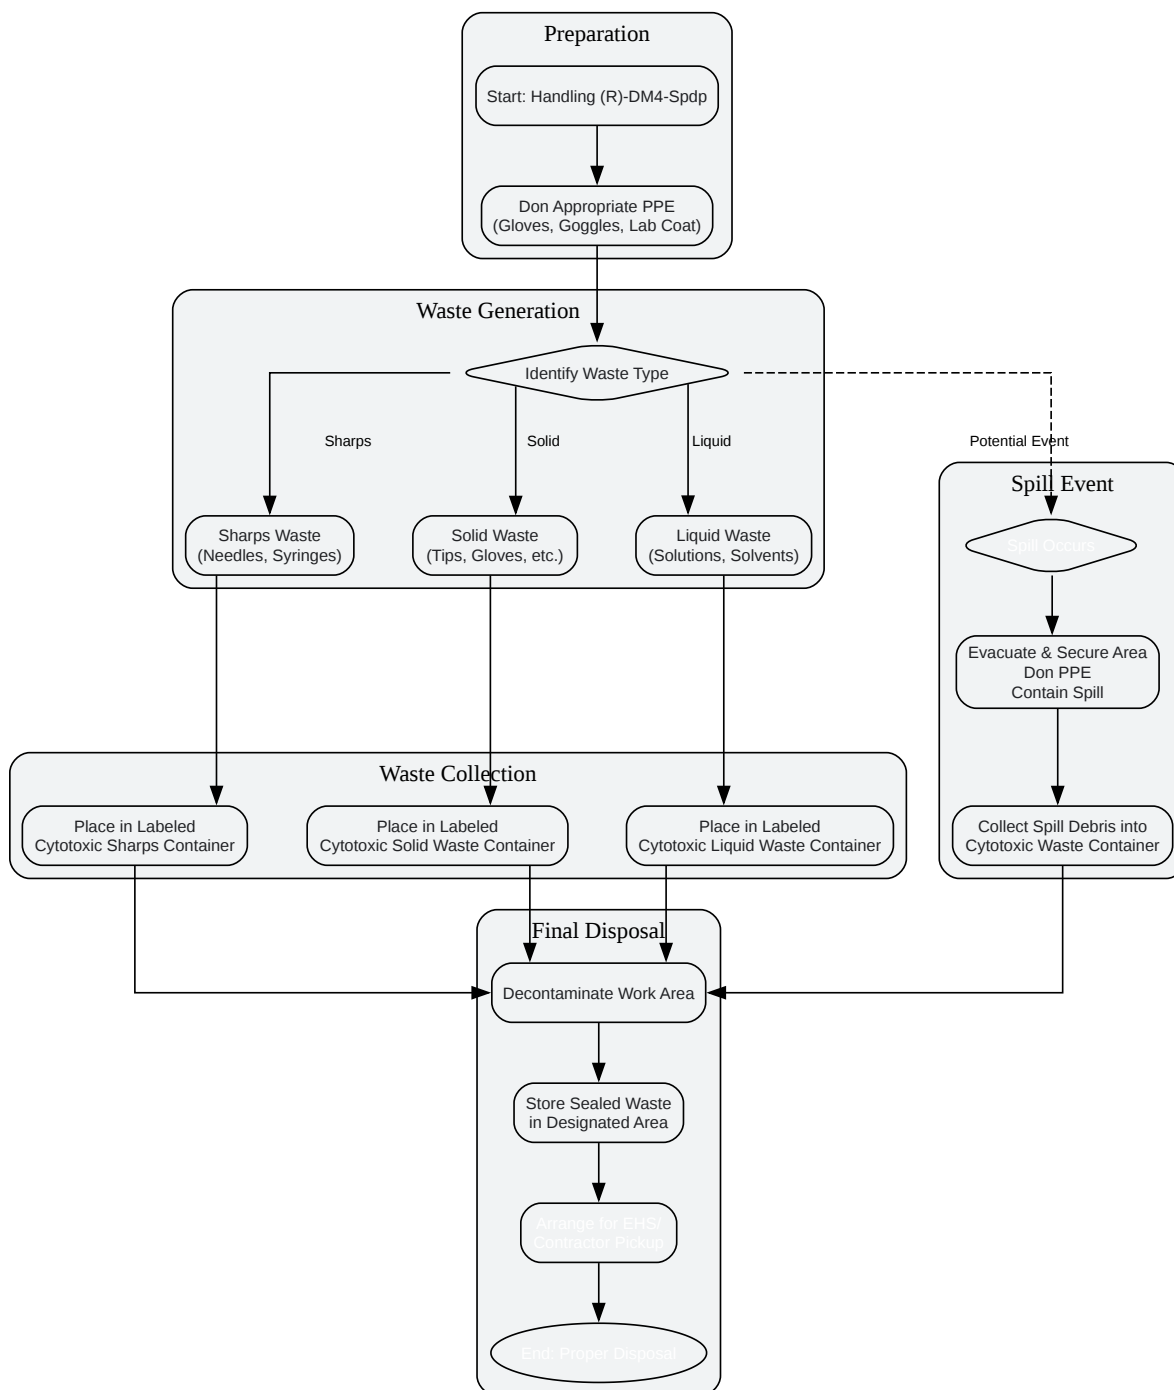 Preparation
Start: Handling (R)-DM4-Spdp
Don Appropriate PPE
(Gloves, Goggles, Lab Coat)
Waste Generation
Identify Waste Type
Sharps
Solid
Liquid
Potential Event
Sharps Waste
(Needles, Syringes)
Solid Waste
(Tips, Gloves, etc.)
Liquid Waste
(Solutions, Solvents)
Spill Event
Spill Occurs
Evacuate & Secure Area
Don PPE
Contain Spill
Waste Collection
Place in Labeled
Cytotoxic Sharps Container
Place in Labeled
Cytotoxic Solid Waste Container
Place in Labeled
Cytotoxic Liquid Waste Container
Collect Spill Debris into
Cytotoxic Waste Container
Final Disposal
Decontaminate Work Area
Store Sealed Waste
in Designated Area
Arrange for EHS/
Contractor Pickup
End: Proper Disposal